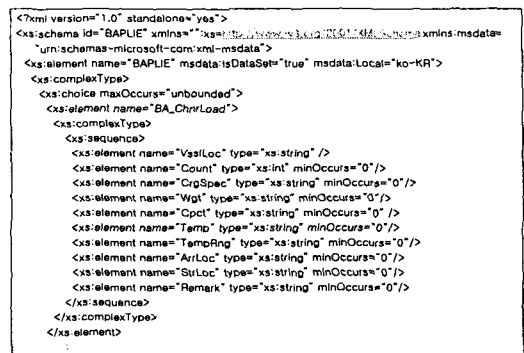 <?xml version="1.0" standalone="yes">
<xs:schema id="BAPLIE" xmlns="":xs= xmlns:msdata=
"urn:schemas-microsoft-com:xml-msdata">
<xs:element name="BAPLIE" msdata:IsDataSet="true" msdata:Local="ko-KR">
<xs:complexType>
<xs:choice maxOccurs="unbounded">
<xs:element name="BA_ChnrLoad">
<xs:complexType>
<xs:sequence>
<xs:element name="VsslLoc" type="xs:string" />
<xs:element name="Count" type="xs:int" minOccurs="0"/>
<xs:element name="CrgSpec" type="xs:string" minOccurs="0"/>
<xs:element name="Wgt" type="xs:string" minOccurs="0"/>
<xs:element name="Cpct" type="xs:string" minOccurs="0" />
<xs:element name="Temp" type="xs:string" minOccurs="0"/>
<xs:element name="TempRng" type="xs:string" minOccurs="0"/>
<xs:element name="ArrLoc" type="xs:string" minOccurs="0"/>
<xs:element name="StrLoc" type="xs:string" minOccurs="0"/>
<xs:element name="Remark" type="xs:string" minOccurs="0"/>
</xs:sequence>
</xs:complexType>
</xs:element>
: